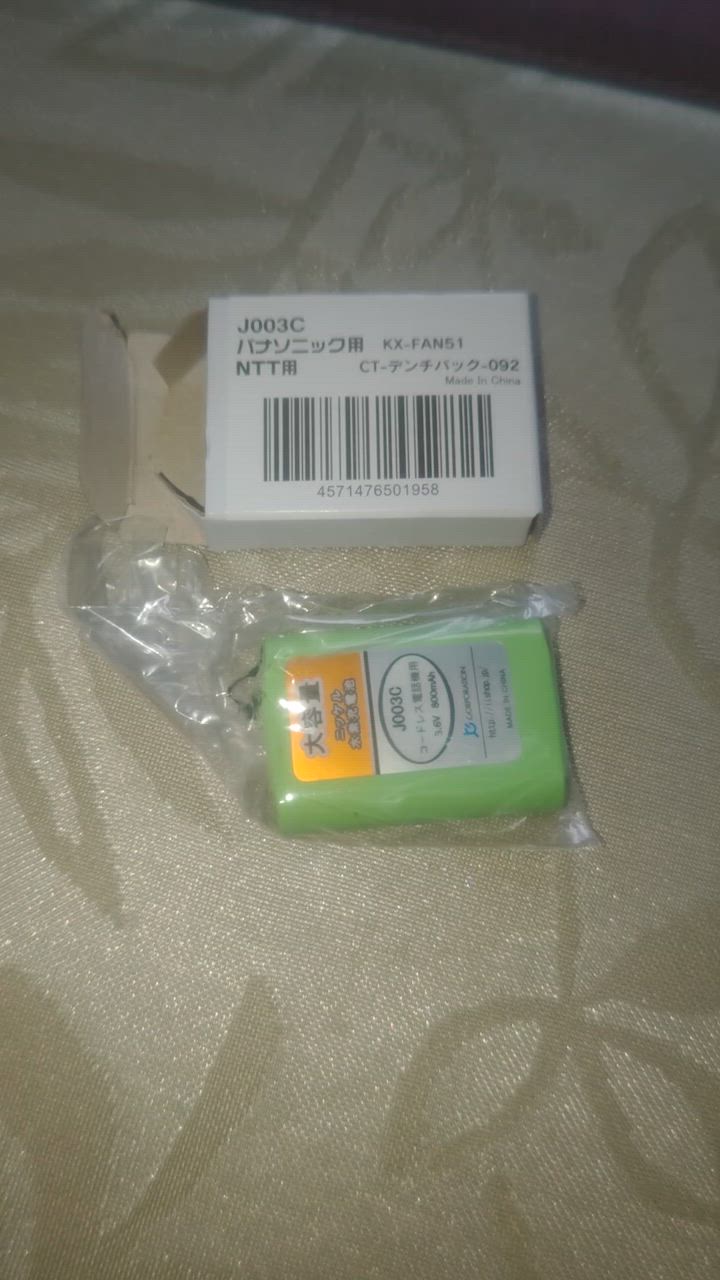 J003C
パナソニック用 KX-FAN51
NTT用 CT-デンチパック-092
Made In China
4571476501958
大容量
ニッケル
水素充電池
J003C
コードレス電話機用
3.6V 800mAh
CORPORATION
MADE IN CHINA